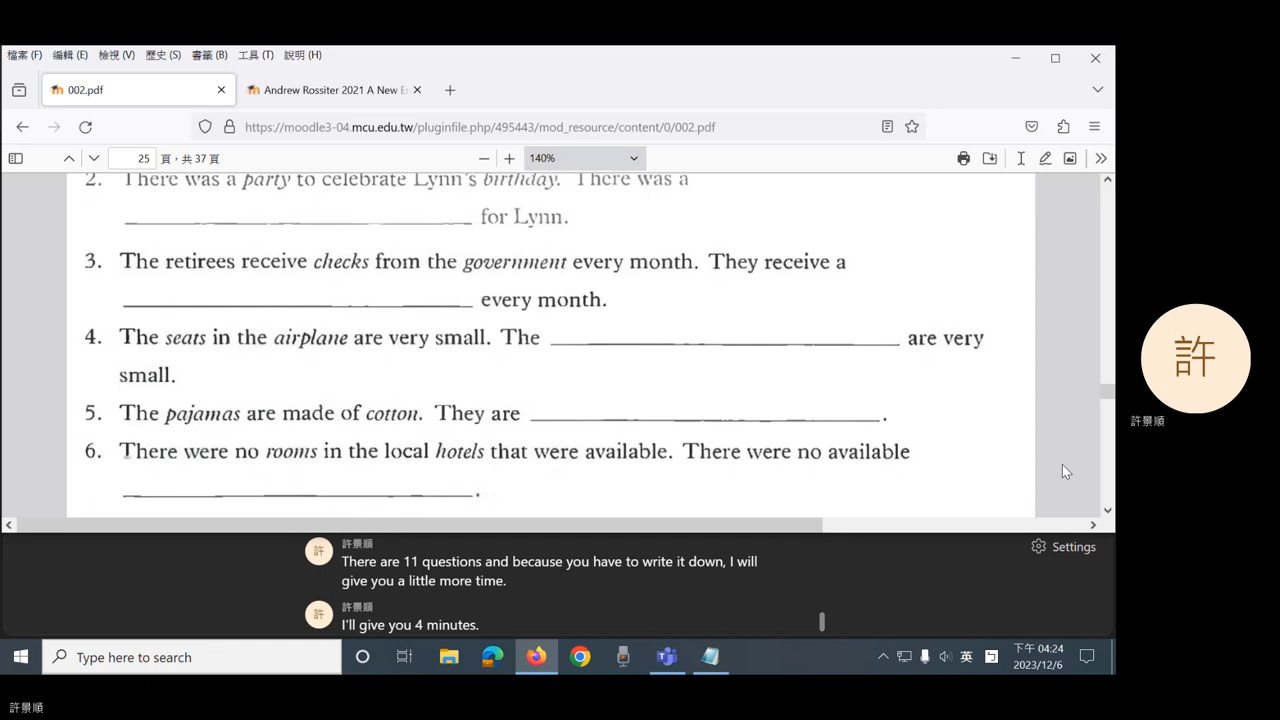 檔案 (F) 編輯 (E) 檢視 (V) 歷史 (S) 書籤 (B) 工具 (T) 說明 (H)
002.pdf
Andrew Rossiter 2021 A New En
https://moodle3-04.mcu.edu.tw/pluginfile.php/495443/mod_resource/content/0/002.pdf
25 頁，共 37 頁
140%
2. There was a party to celebrate Lynn's birthday. There was a
____ for Lynn.
3. The retirees receive checks from the government every month. They receive a
____ every month.
4. The seats in the airplane are very small. The ____ are very
small.
5. The pajamas are made of cotton. They are ____.
6. There were no rooms in the local hotels that were available. There were no available
____.
許
許景順
許
許景順
There are 11 questions and because you have to write it down, I will
give you a little more time.
Settings
許
許景順
I'll give you 4 minutes.
Type here to search
英
下午 04:24
2023/12/6
許景順